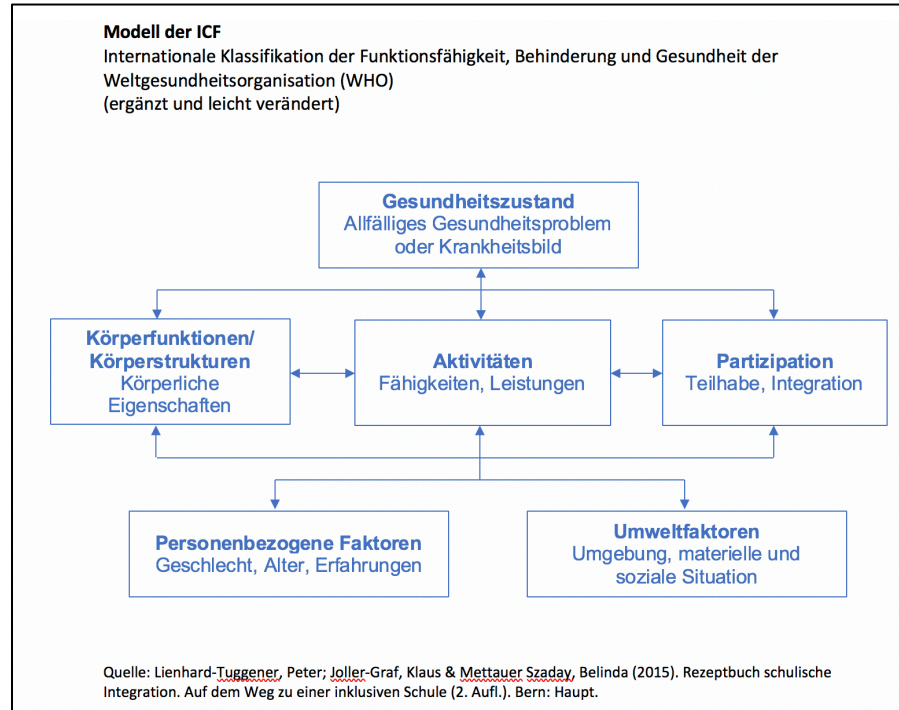 Modell der ICF
Internationale Klassifikation der Funktionsfähigkeit, Behinderung und Gesundheit der
Weltgesundheitsorganisation (WHO)
(ergänzt und leicht verändert)
Gesundheitszustand
Allfälliges Gesundheitsproblem
oder Krankheitsbild
Körperfunktionen/
Körperstrukturen
Körperliche
Eigenschaften
Aktivitäten
Fähigkeiten, Leistungen
Partizipation
Teilhabe, Integration
Personenbezogene Faktoren
Geschlecht, Alter, Erfahrungen
Umweltfaktoren
Umgebung, materielle und
soziale Situation
Quelle: Lienhard-Tuggener, Peter; Joller-Graf, Klaus & Mettauer Szaday, Belinda (2015). Rezeptbuch schulische
Integration. Auf dem Weg zu einer inklusiven Schule (2. Aufl.). Bern: Haupt.